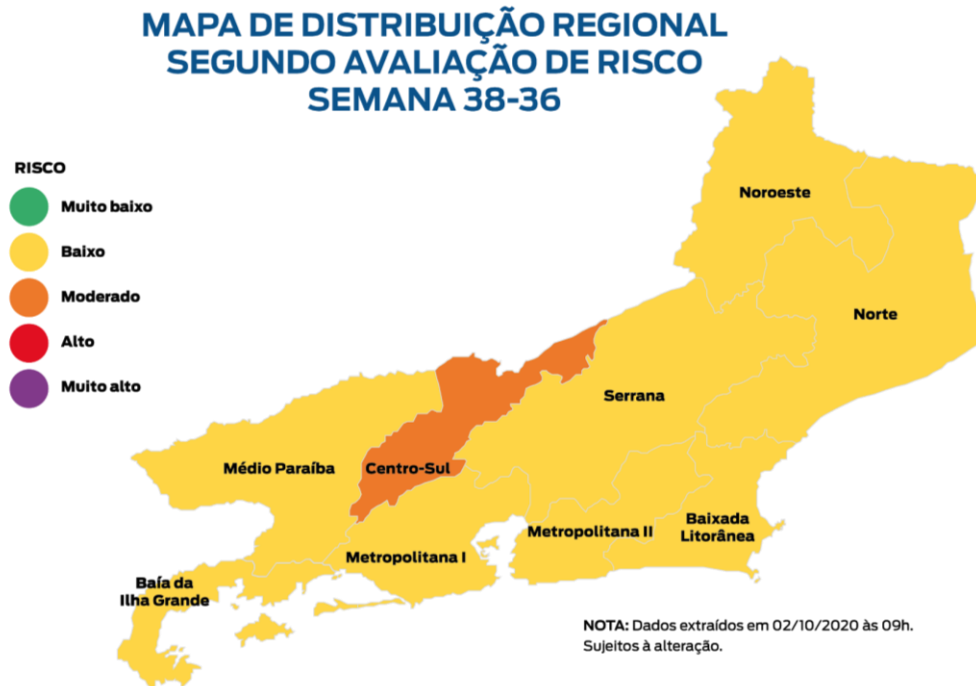 MAPA DE DISTRIBUIÇÃO REGIONAL
SEGUNDO AVALIAÇÃO DE RISCO
SEMANA 38-36
RISCO
Muito baixo
Baixo
Moderado
Alto
Muito alto
Noroeste
Norte
Serrana
Médio Paraíba
Centro-Sul
Metropolitana I
Metropolitana II
Baixada
Litorânea
Baía da
Ilha Grande
NOTA: Dados extraídos em 02/10/2020 às 09h.
Sujeitos à alteração.